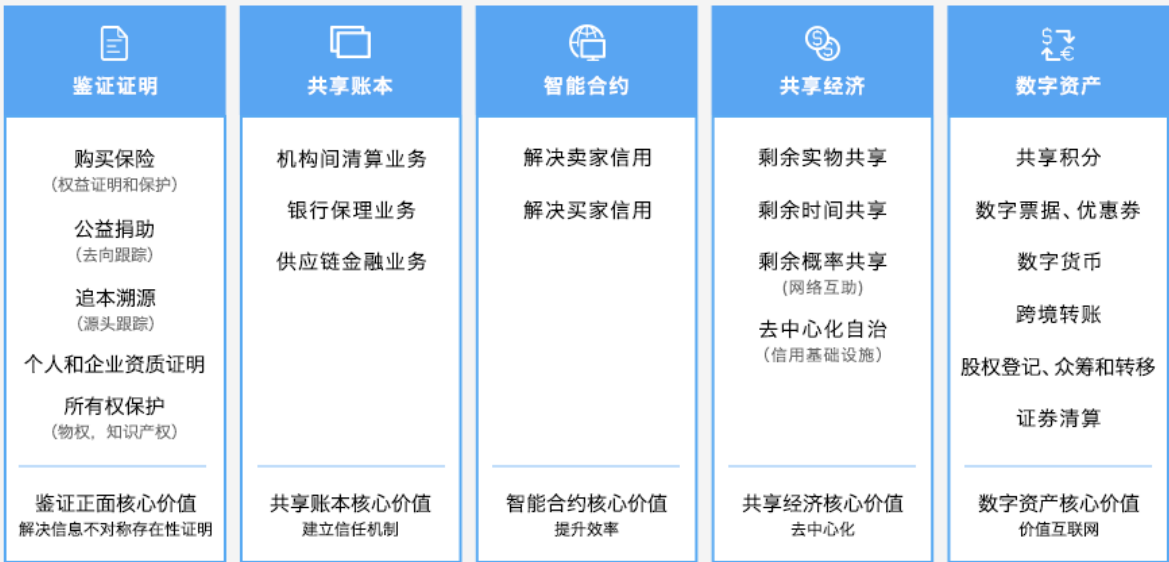 鉴证证明
购买保险
（权益证明和保护）
公益捐助
（去向跟踪）
追本溯源
（源头跟踪）
个人和企业资质证明
所有权保护
（物权，知识产权）
鉴证正面核心价值
解决信息不对称存在性证明
共享账本
机构间清算业务
银行保理业务
供应链金融业务
共享账本核心价值
建立信任机制
智能合约
解决卖家信用
解决买家信用
智能合约核心价值
提升效率
共享经济
剩余实物共享
剩余时间共享
剩余概率共享
(网络互助)
去中心化自治
（信用基础设施）
共享经济核心价值
去中心化
数字资产
共享积分
数字票据、优惠券
数字货币
跨境转账
股权登记、众筹和转移
证券清算
数字资产核心价值
价值互联网